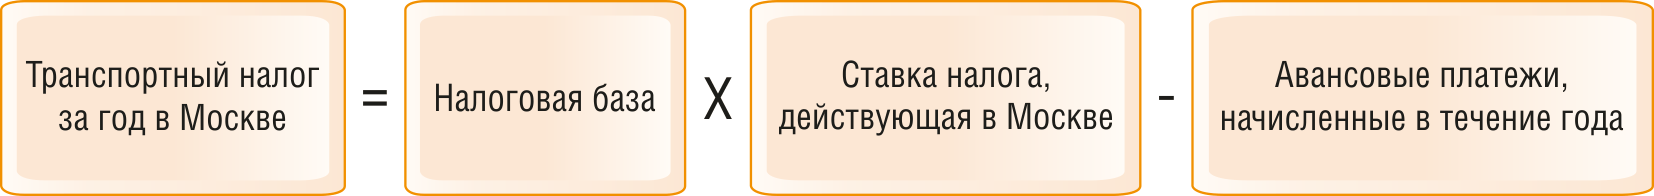 Транспортный налог
за год в Москве
=
Налоговая база
X
Ставка налога,
действующая в Москве
-
Авансовые платежи,
начисленные в течение года